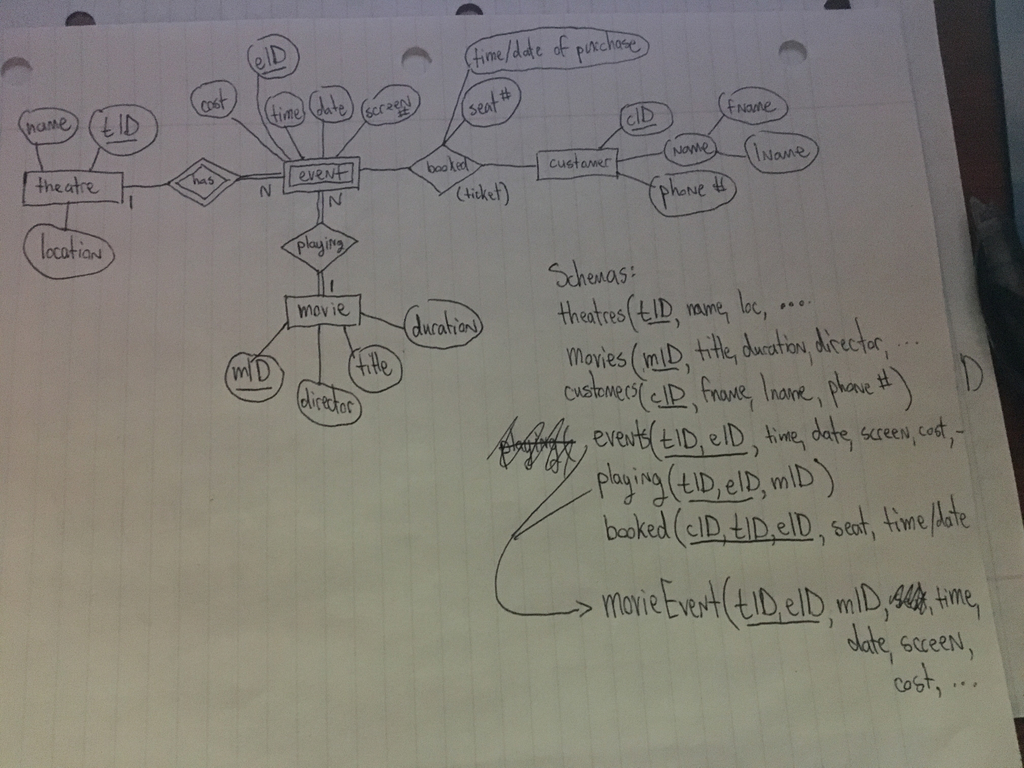 time/date of purchase
eID
cost
time
date
screen #
seat #
name
tID
theatre
has
event
booked
(ticket)
customer
cID
name
fname
lname
phone #
1
N
N
location
playing
1
movie
duration
mID
title
director
Schemas:
theatres(tID, name, loc, ....
movies(mID, title, duration, director, ...
customers(cID, fname, lname, phone #)
D
events(tID, eID, time, date, screen, cost, -
playing(tID, eID, mID)
booked(cID, tID, eID, seat, time/date
movieEvent(tID, eID, mID, time,
date, screen,
cost, ...